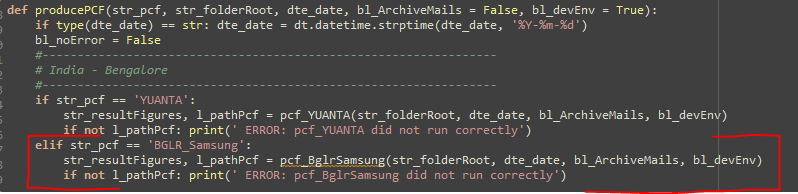 def producePCF(str_pcf, str_folderRoot, dte_date, bl_ArchiveMails = False, bl_devEnv = True):
    if type(dte_date) == str: dte_date = dt.datetime.strptime(dte_date, '%Y-%m-%d')
    bl_noError = False
    #------------------------------------------------------------------
    # India - Bengalore
    #------------------------------------------------------------------
    if str_pcf == 'YUANTA':
        str_resultFigures, l_pathPcf = pcf_YUANTA(str_folderRoot, dte_date, bl_ArchiveMails, bl_devEnv)
        if not l_pathPcf: print(' ERROR: pcf_YUANTA did not run correctly')
    elif str_pcf == 'BGLR_Samsung':
        str_resultFigures, l_pathPcf = pcf_BglrSamsung(str_folderRoot, dte_date, bl_ArchiveMails, bl_devEnv)
        if not l_pathPcf: print(' ERROR: pcf_BglrSamsung did not run correctly')